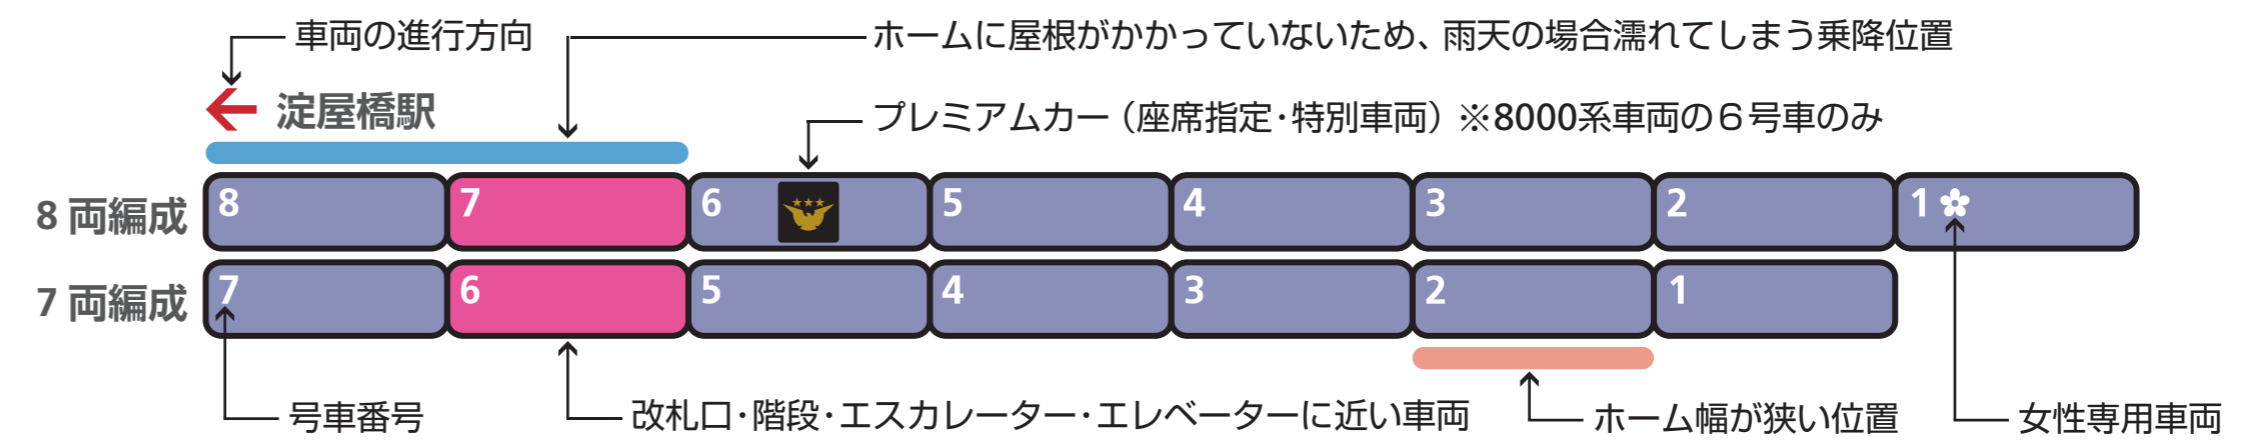 車両の進行方向
ホームに屋根がかかっていないため、雨天の場合濡れてしまう乗降位置
淀屋橋駅
プレミアムカー（座席指定･特別車両）※8000系車両の６号車のみ
8 両編成 8 7 6 5 4 3 2 1
7 両編成 7 6 5 4 3 2 1
号車番号
改札口･階段･エスカレーター･エレベーターに近い車両
ホーム幅が狭い位置
女性専用車両